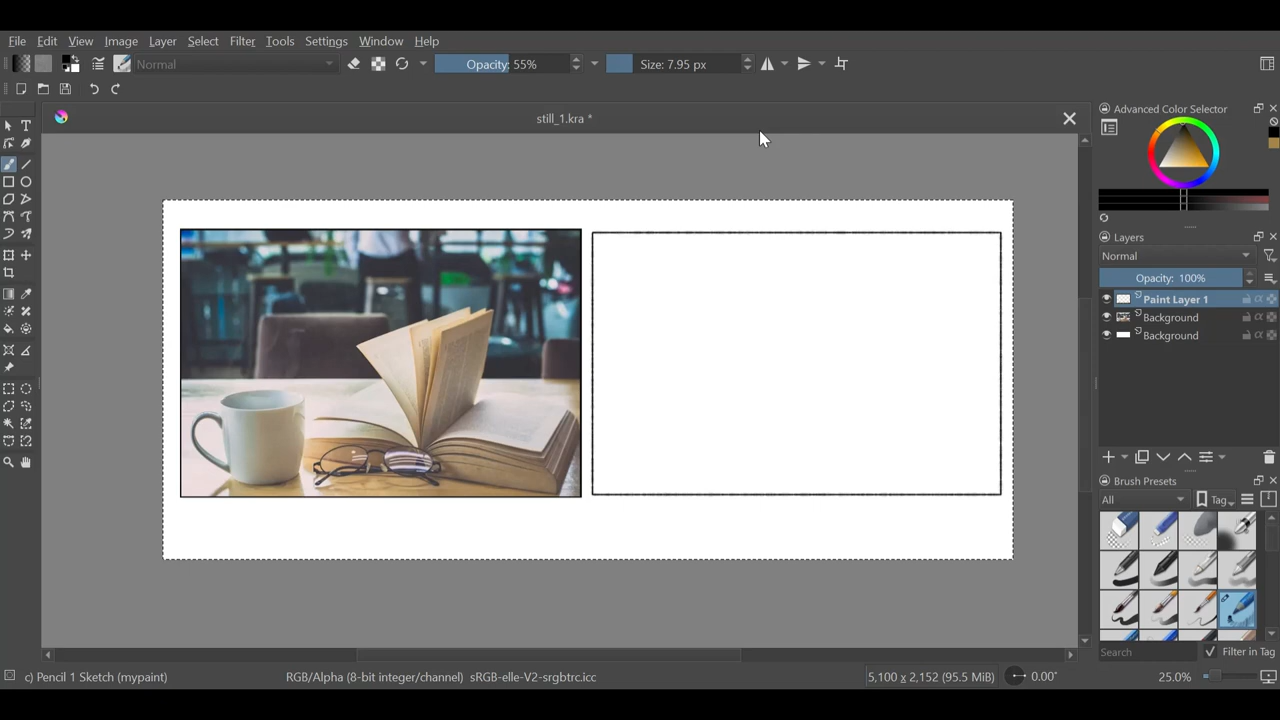 File Edit View Image Layer Select Filter Tools Settings Window Help
Normal Opacity: 55% Size: 7.95 px
still_1.kra *
Advanced Color Selector
Layers
Normal
Opacity: 100%
Paint Layer 1
Background
Background
Brush Presets
All Tag
Search Filter in Tag
c) Pencil 1 Sketch (mypaint) RGB/Alpha (8-bit integer/channel) sRGB-elle-V2-srgbtrc.icc 5,100 x 2,152 (95.5 MiB) 0.00° 25.0%